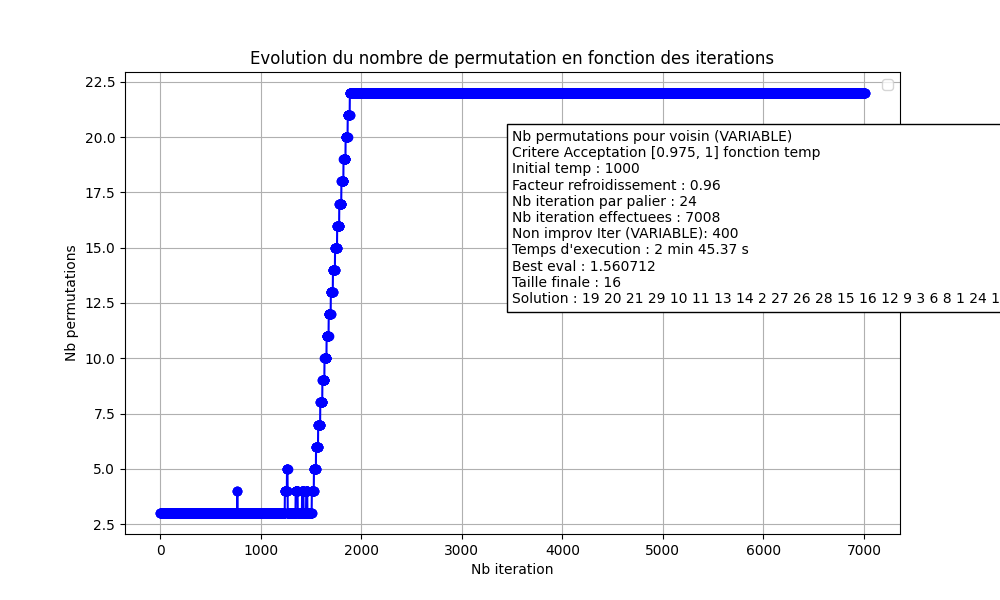 Evolution du nombre de permutation en fonction des iterations
22.5
20.0
17.5
15.0
12.5
10.0
7.5
5.0
2.5
Nb permutations
Nb permutations pour voisin (VARIABLE)
Critere Acceptation [0.975, 1] fonction temp
Initial temp : 1000
Facteur refroidissement : 0.96
Nb iteration par palier : 24
Nb iteration effectuees : 7008
Non improv Iter (VARIABLE): 400
Temps d'execution : 2 min 45.37 s
Best eval : 1.560712
Taille finale : 16
Solution : 19 20 21 29 10 11 13 14 2 27 26 28 15 16 12 9 3 6 8 1 24 1
0 1000 2000 3000 4000 5000 6000 7000
Nb iteration